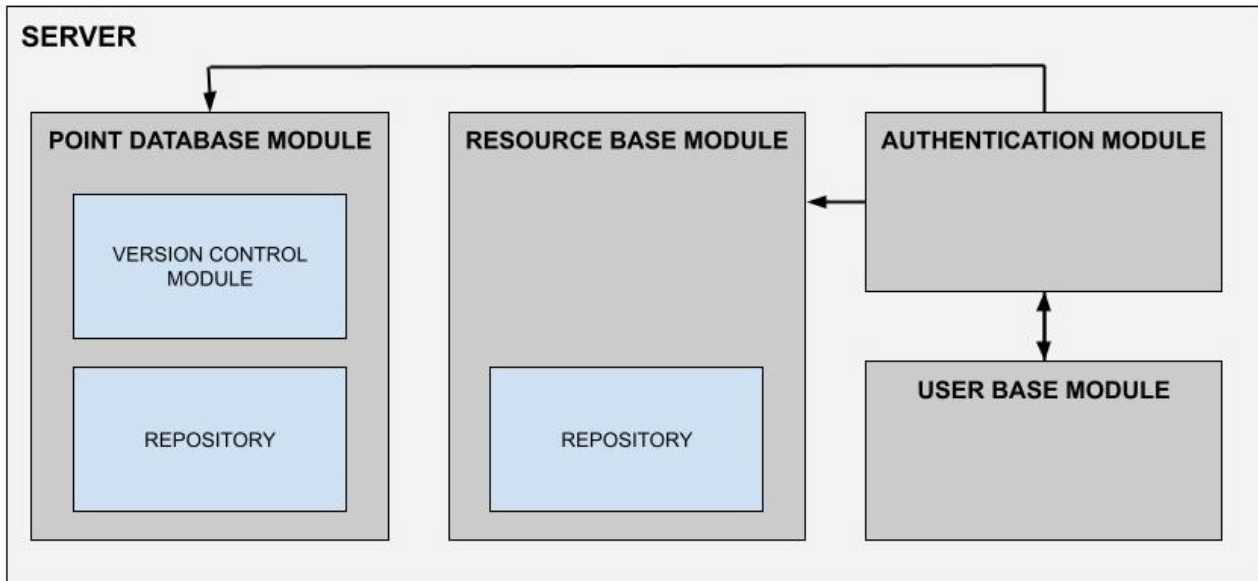 SERVER
POINT DATABASE MODULE
VERSION CONTROL
MODULE
REPOSITORY
RESOURCE BASE MODULE
REPOSITORY
AUTHENTICATION MODULE
USER BASE MODULE